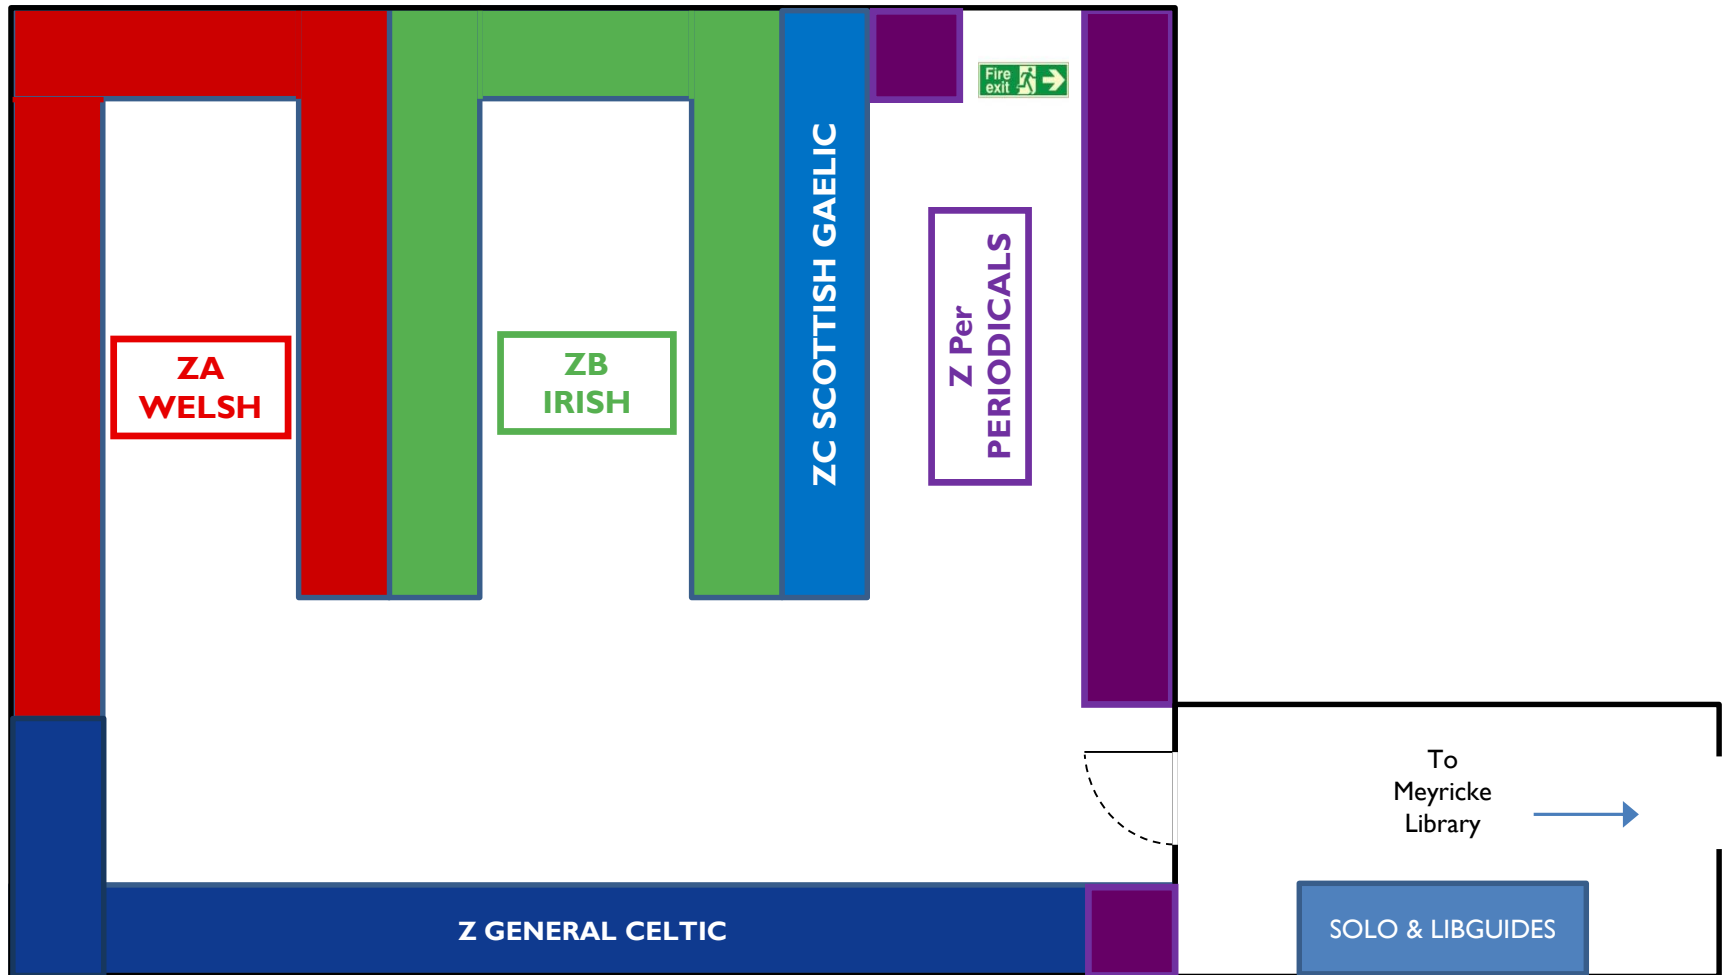 Fire
exit
ZA
WELSH
ZB
IRISH
ZC SCOTTISH GAELIC
Z Per
PERIODICALS
To
Meyricke
Library
Z GENERAL CELTIC
SOLO & LIBGUIDES